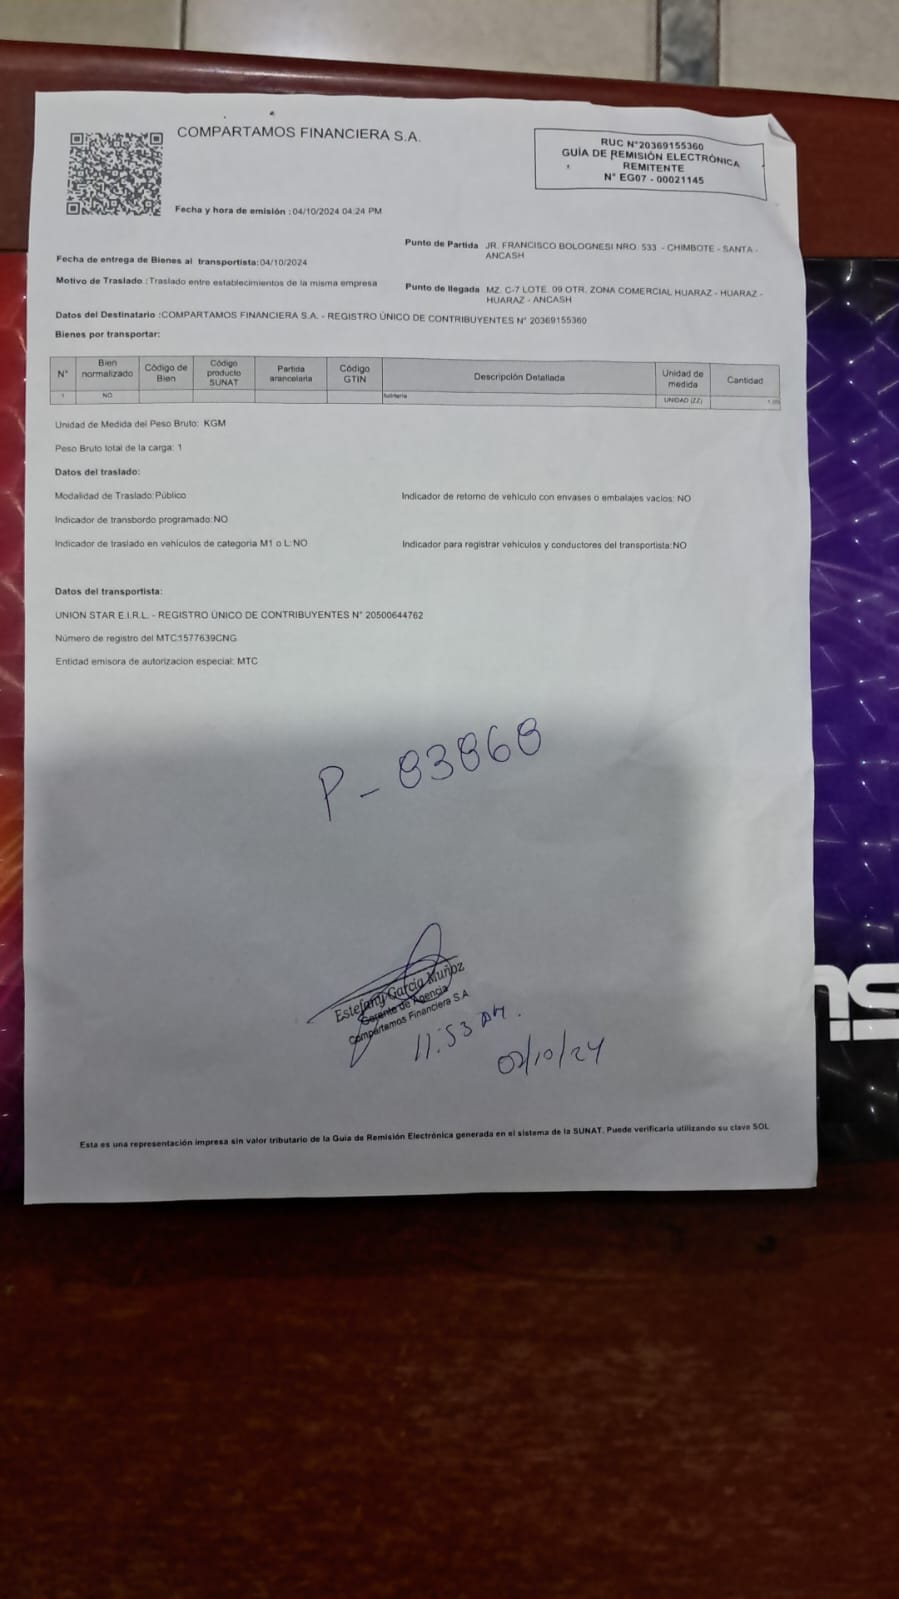 COMPARTAMOS FINANCIERA S.A.
RUC N°20369155360
GUÍA DE REMISIÓN ELECTRÓNICA
REMITENTE
N° EG07 - 00021145
Fecha y hora de emisión :04/10/2024 04:24 PM
Fecha de entrega de Bienes al transportista:04/10/2024
Punto de Partida JR. FRANCISCO BOLOGNESI NRO. 533 - CHIMBOTE - SANTA -
ANCASH
Motivo de Traslado :Traslado entre establecimientos de la misma empresa
Punto de llegada MZ. C-7 LOTE. 09 OTR. ZONA COMERCIAL HUARAZ - HUARAZ -
HUARAZ - ANCASH
Datos del Destinatario :COMPARTAMOS FINANCIERA S.A. - REGISTRO ÚNICO DE CONTRIBUYENTES N° 20369155360
Bienes por transportar:
N° Bien normalizado Código de Bien Código producto SUNAT Partida arancelaria Código GTIN Descripción Detallada Unidad de medida Cantidad
1 NO UNIDAD (ZZ)
Unidad de Medida del Peso Bruto: KGM
Peso Bruto total de la carga: 1
Datos del traslado:
Modalidad de Traslado:Público
Indicador de retorno de vehículo con envases o embalajes vacíos: NO
Indicador de transbordo programado:NO
Indicador de traslado en vehículos de categoría M1 o L:NO
Indicador para registrar vehículos y conductores del transportista:NO
Datos del transportista:
UNION STAR E.I.R.L. - REGISTRO ÚNICO DE CONTRIBUYENTES N° 20500644762
Número de registro del MTC:1577639CNG
Entidad emisora de autorizacion especial: MTC
P - 83868
Estefany García Muñoz
Gerente de Agencia
Compartamos Financiera S.A.
11:53 AM.
07/10/24
Esta es una representación impresa sin valor tributario de la Guía de Remisión Electrónica generada en el sistema de la SUNAT. Puede verificarla utilizando su clave SOL